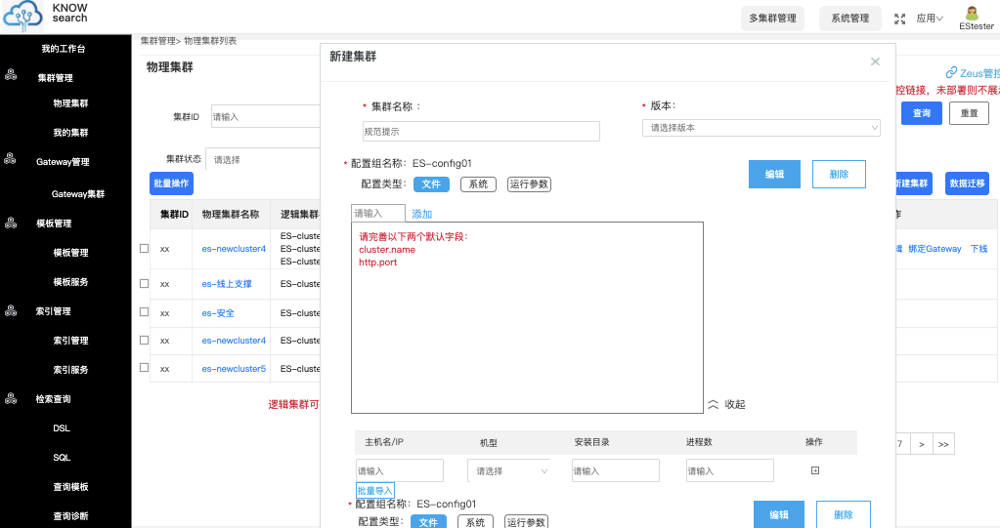 KNOW
search
多集群管理
系统管理
应用
EStester
我的工作台
集群管理
物理集群
我的集群
Gateway管理
Gateway集群
模板管理
模板管理
模板服务
索引管理
索引管理
索引服务
检索查询
DSL
SQL
查询模板
查询诊断
集群管理> 物理集群列表
物理集群
Zeus管控
控链接，未部署则不展示
集群ID
请输入
查询
重置
集群状态
请选择
批量操作
新建集群
数据迁移
集群ID 物理集群名称 逻辑集群
xx es-newcluster4 ES-cluste
ES-cluste
ES-cluste
辑 绑定Gateway 下线
xx es-线上支撑 ES-cluste
xx es-安全 ES-cluste
xx es-newcluster4 ES-cluste
xx es-newcluster5 ES-cluste
逻辑集群可
7 > >>
新建集群
* 集群名称：
规范提示
* 版本：
请选择版本
* 配置组名称：ES-config01
编辑
删除
配置类型： 文件 系统 运行参数
请输入 添加
请完善以下两个默认字段：
cluster.name
http.port
收起
主机名/IP 机型 安装目录 进程数 操作
请输入 请选择 请输入 请输入
批量导入
* 配置组名称：ES-config01
编辑
删除
配置类型： 文件 系统 运行参数